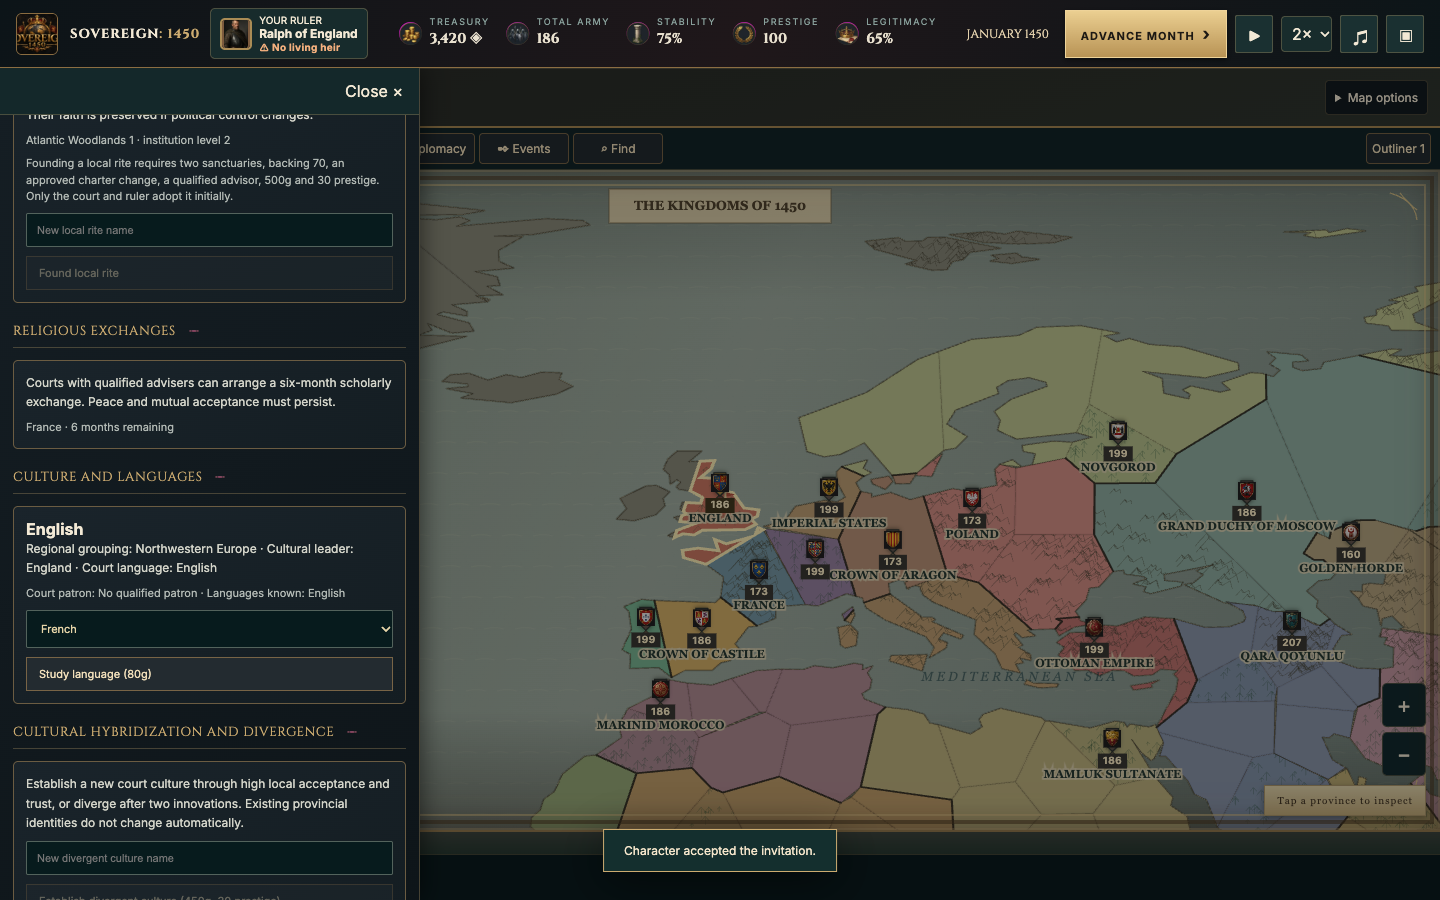 SOVEREIGN: 1450
YOUR RULER
Ralph of England
⚠ No living heir
TREASURY
3,420 ◈
TOTAL ARMY
186
STABILITY
75%
PRESTIGE
100
LEGITIMACY
65%
JANUARY 1450
ADVANCE MONTH ›
▶
2×
Close ×
▶ Map options
plomacy
Events
Find
Outliner 1
Their faith is preserved if political control changes.
Atlantic Woodlands 1 · institution level 2
Founding a local rite requires two sanctuaries, backing 70, an
approved charter change, a qualified advisor, 500g and 30 prestige.
Only the court and ruler adopt it initially.
New local rite name
Found local rite
RELIGIOUS EXCHANGES —
Courts with qualified advisers can arrange a six-month scholarly
exchange. Peace and mutual acceptance must persist.
France · 6 months remaining
CULTURE AND LANGUAGES —
English
Regional grouping: Northwestern Europe · Cultural leader:
England · Court language: English
Court patron: No qualified patron · Languages known: English
French
Study language (80g)
CULTURAL HYBRIDIZATION AND DIVERGENCE —
Establish a new court culture through high local acceptance and
trust, or diverge after two innovations. Existing provincial
identities do not change automatically.
New divergent culture name
THE KINGDOMS OF 1450
199
NOVGOROD
186
ENGLAND
199
IMPERIAL STATES
173
POLAND
186
GRAND DUCHY OF MOSCOW
160
GOLDEN HORDE
199
173
CROWN OF ARAGON
173
FRANCE
199
186
CROWN OF CASTILE
199
OTTOMAN EMPIRE
207
QARA QOYUNLU
MEDITERRANEAN SEA
186
MARINID MOROCCO
186
MAMLUK SULTANATE
+
−
Tap a province to inspect
Character accepted the invitation.